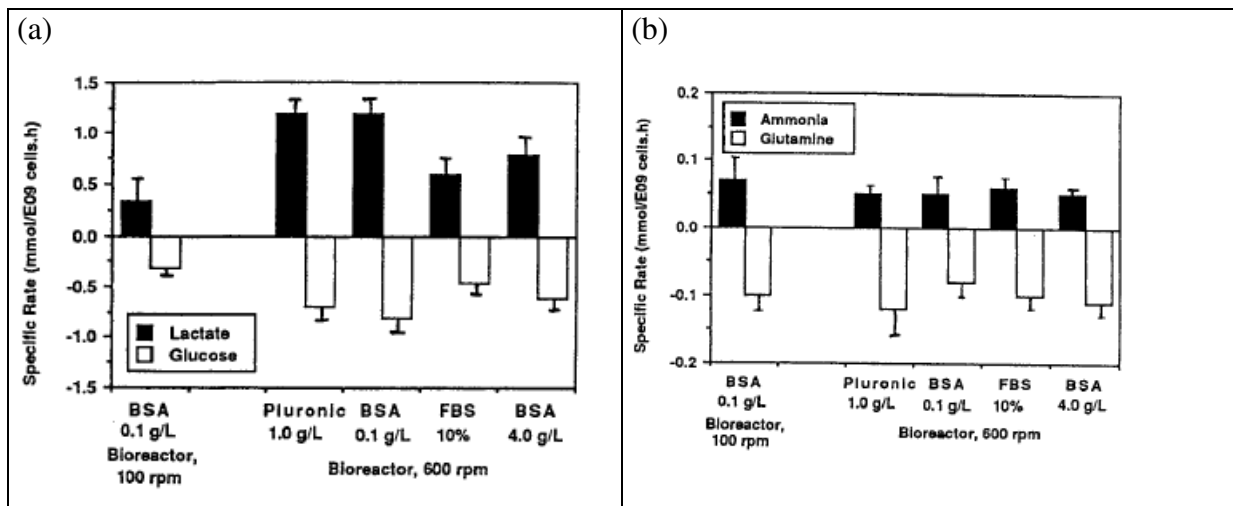 (a)
Specific Rate (mmol/E09 cells.h)
1.5
1.0
0.5
0.0
-0.5
-1.0
-1.5
Lactate
Glucose
BSA Pluronic BSA FBS BSA
0.1 g/L 1.0 g/L 0.1 g/L 10% 4.0 g/L
Bioreactor, Bioreactor, 600 rpm
100 rpm
(b)
Specific Rate (mmol/E09 cells.h)
0.2
0.1
0.0
-0.1
-0.2
Ammonia
Glutamine
BSA Pluronic BSA FBS BSA
0.1 g/L 1.0 g/L 0.1 g/L 10% 4.0 g/L
Bioreactor, Bioreactor, 600 rpm
100 rpm